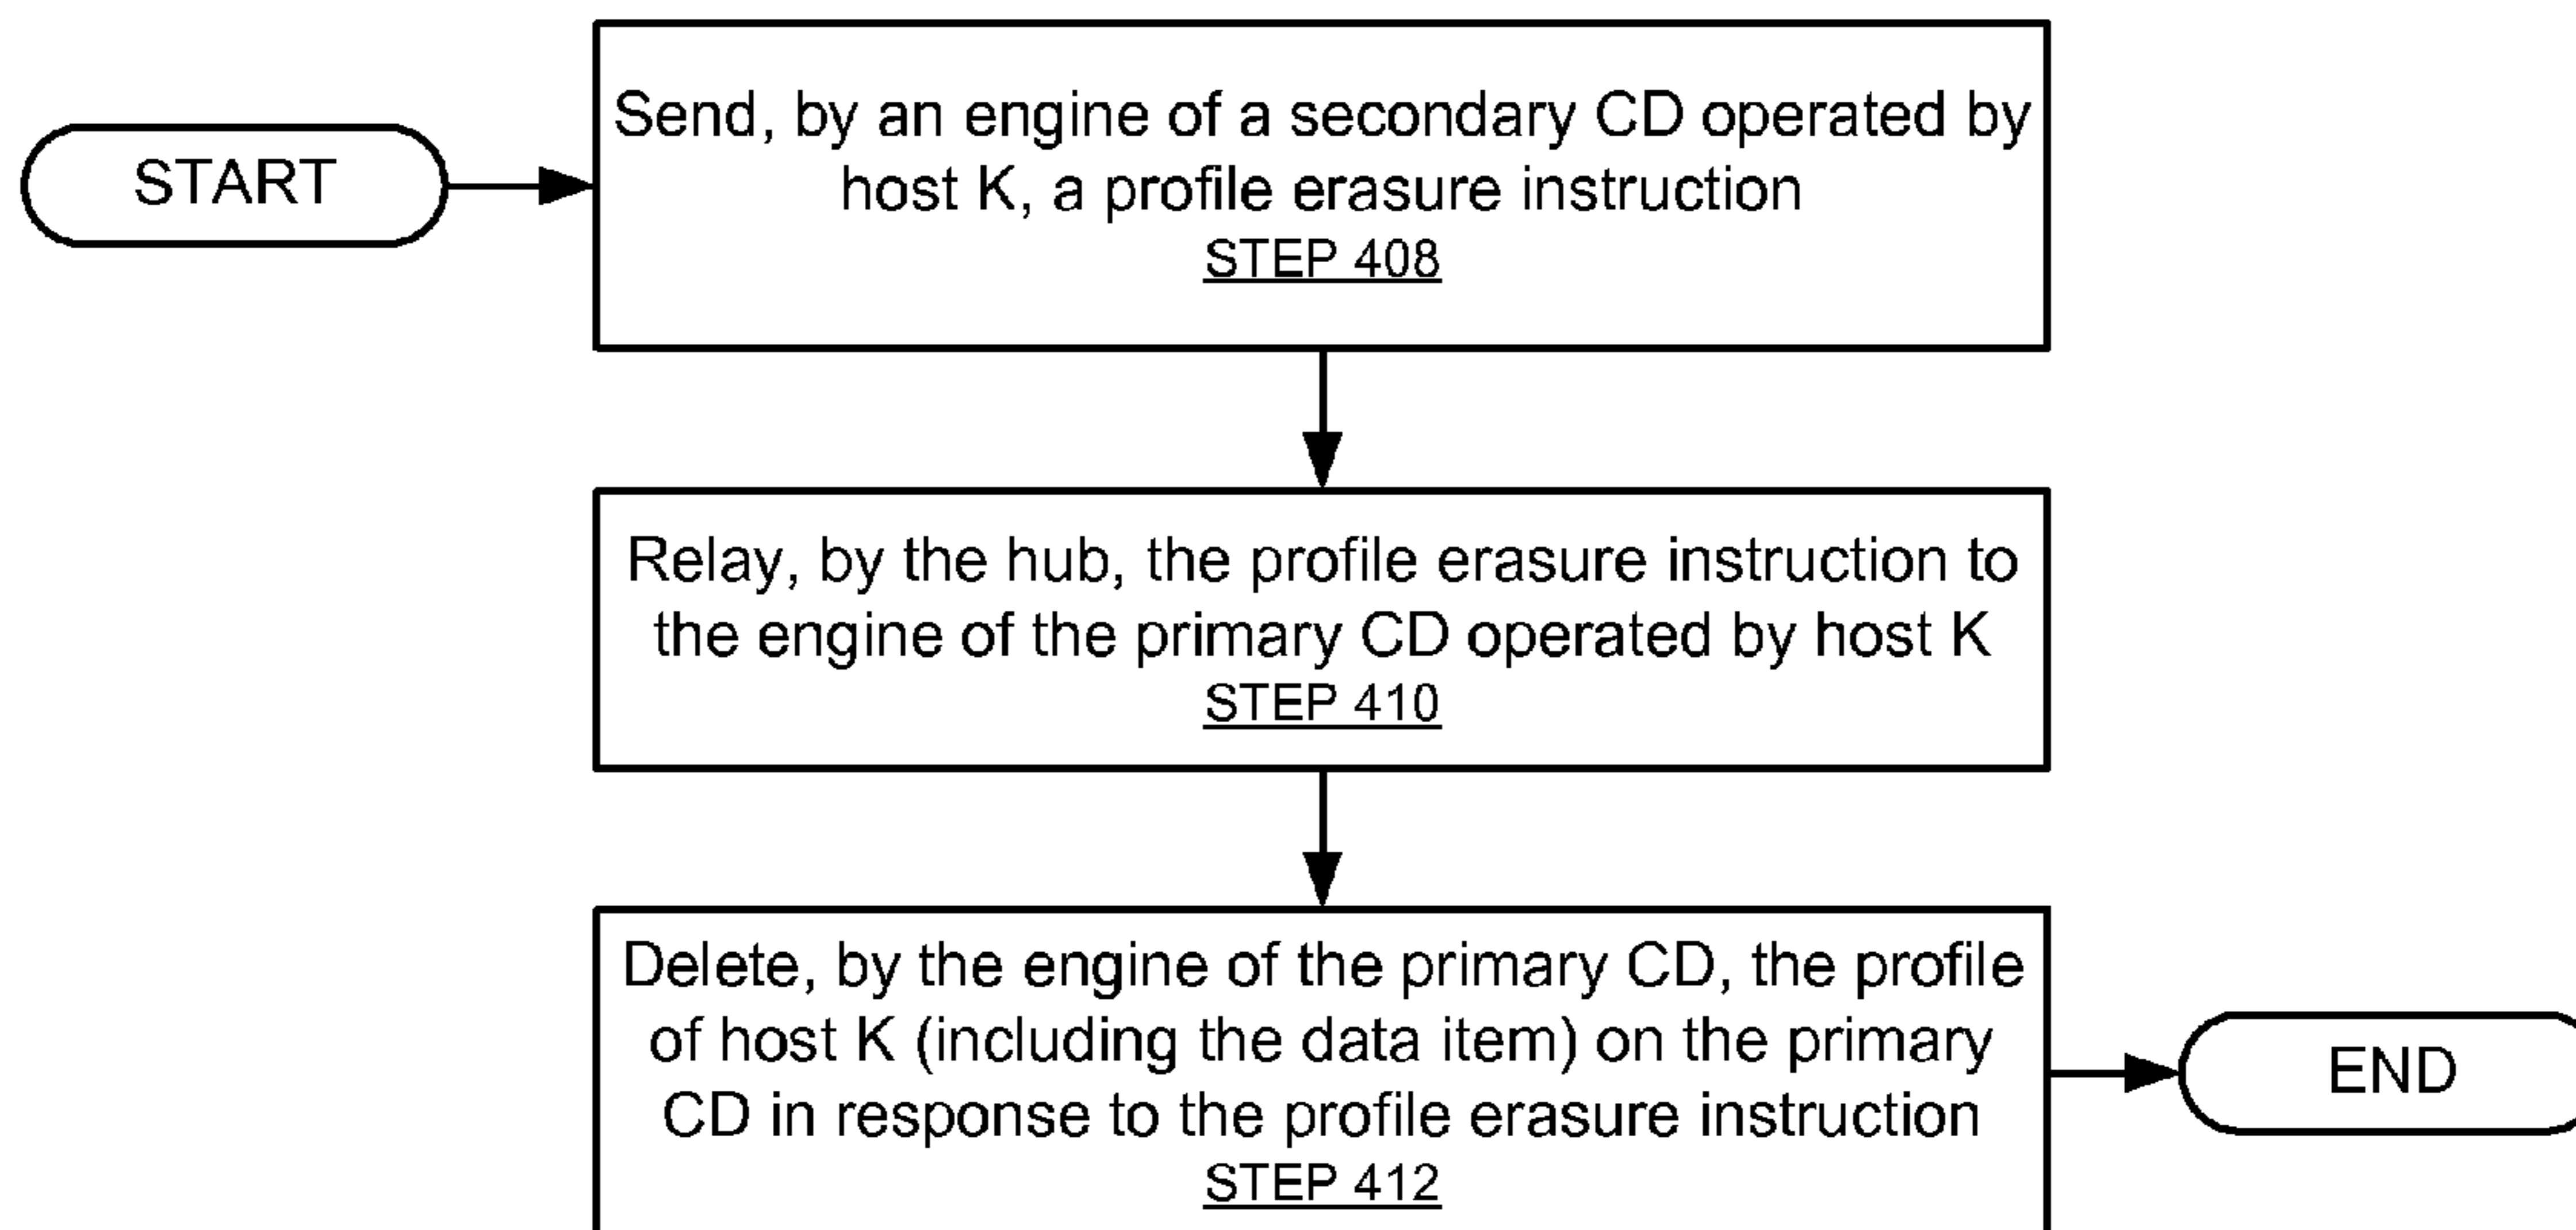 START
Send, by an engine of a secondary CD operated by
host K, a profile erasure instruction
STEP 408
Relay, by the hub, the profile erasure instruction to
the engine of the primary CD operated by host K
STEP 410
Delete, by the engine of the primary CD, the profile
of host K (including the data item) on the primary
CD in response to the profile erasure instruction
STEP 412
END